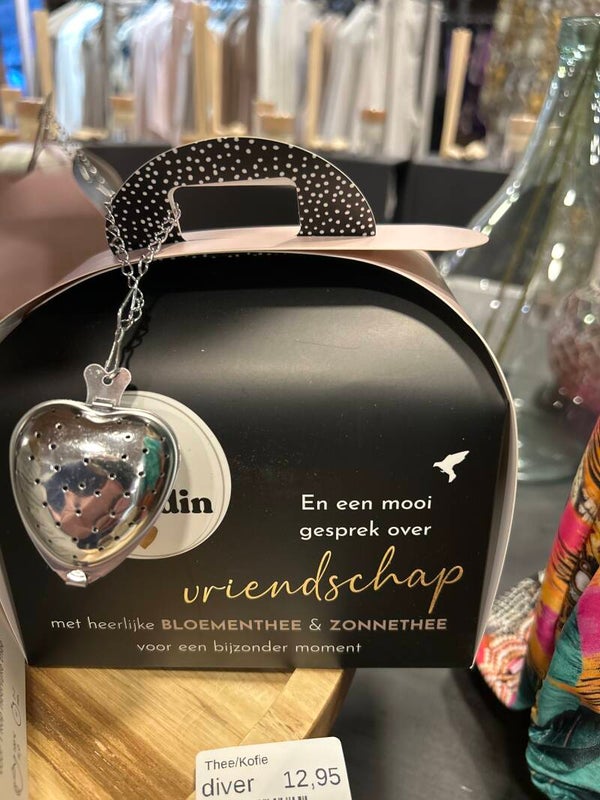 En een mooi
gesprek over
vriendschap
met heerlijke BLOEMENTHEE & ZONNETHEE
voor een bijzonder moment
Thee/Kofie
diver 12,95